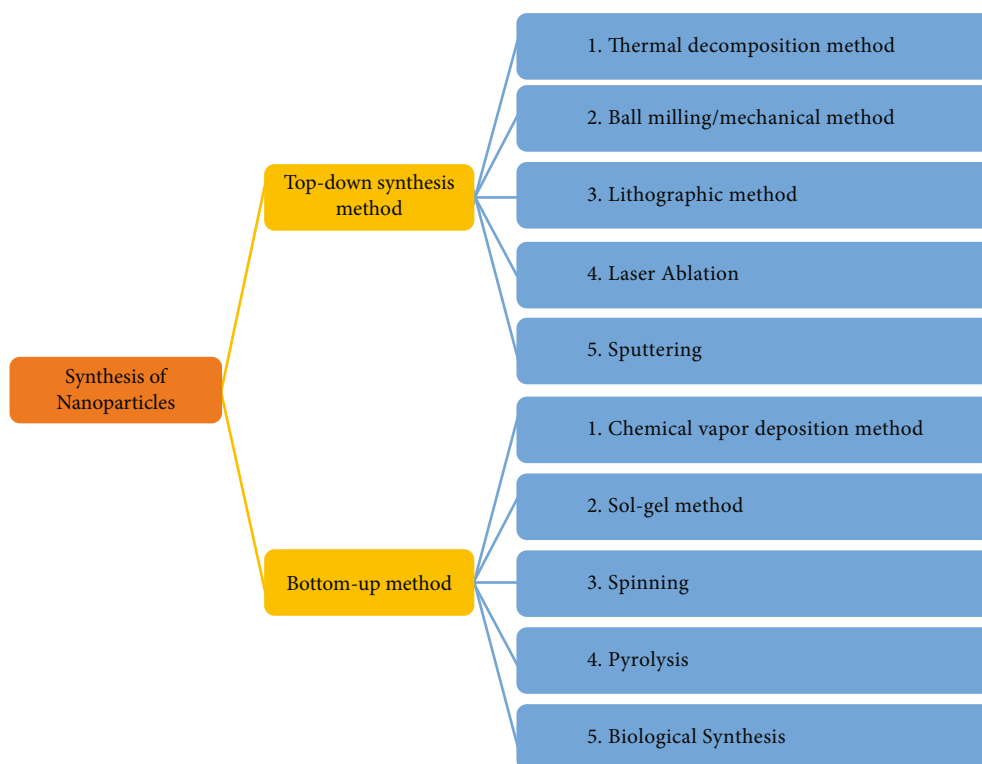 Synthesis of
Nanoparticles
Top-down synthesis
method
1. Thermal decomposition method
2. Ball milling/mechanical method
3. Lithographic method
4. Laser Ablation
5. Sputtering
Bottom-up method
1. Chemical vapor deposition method
2. Sol-gel method
3. Spinning
4. Pyrolysis
5. Biological Synthesis